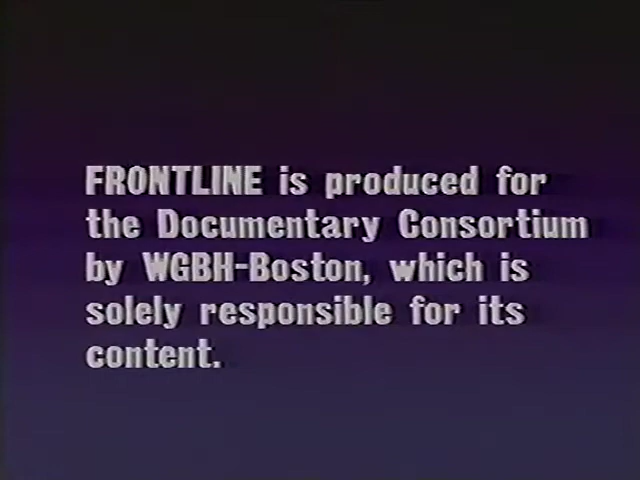 FRONTLINE is produced for
the Documentary Consortium
by WGBH-Boston, which is
solely responsible for its
content.